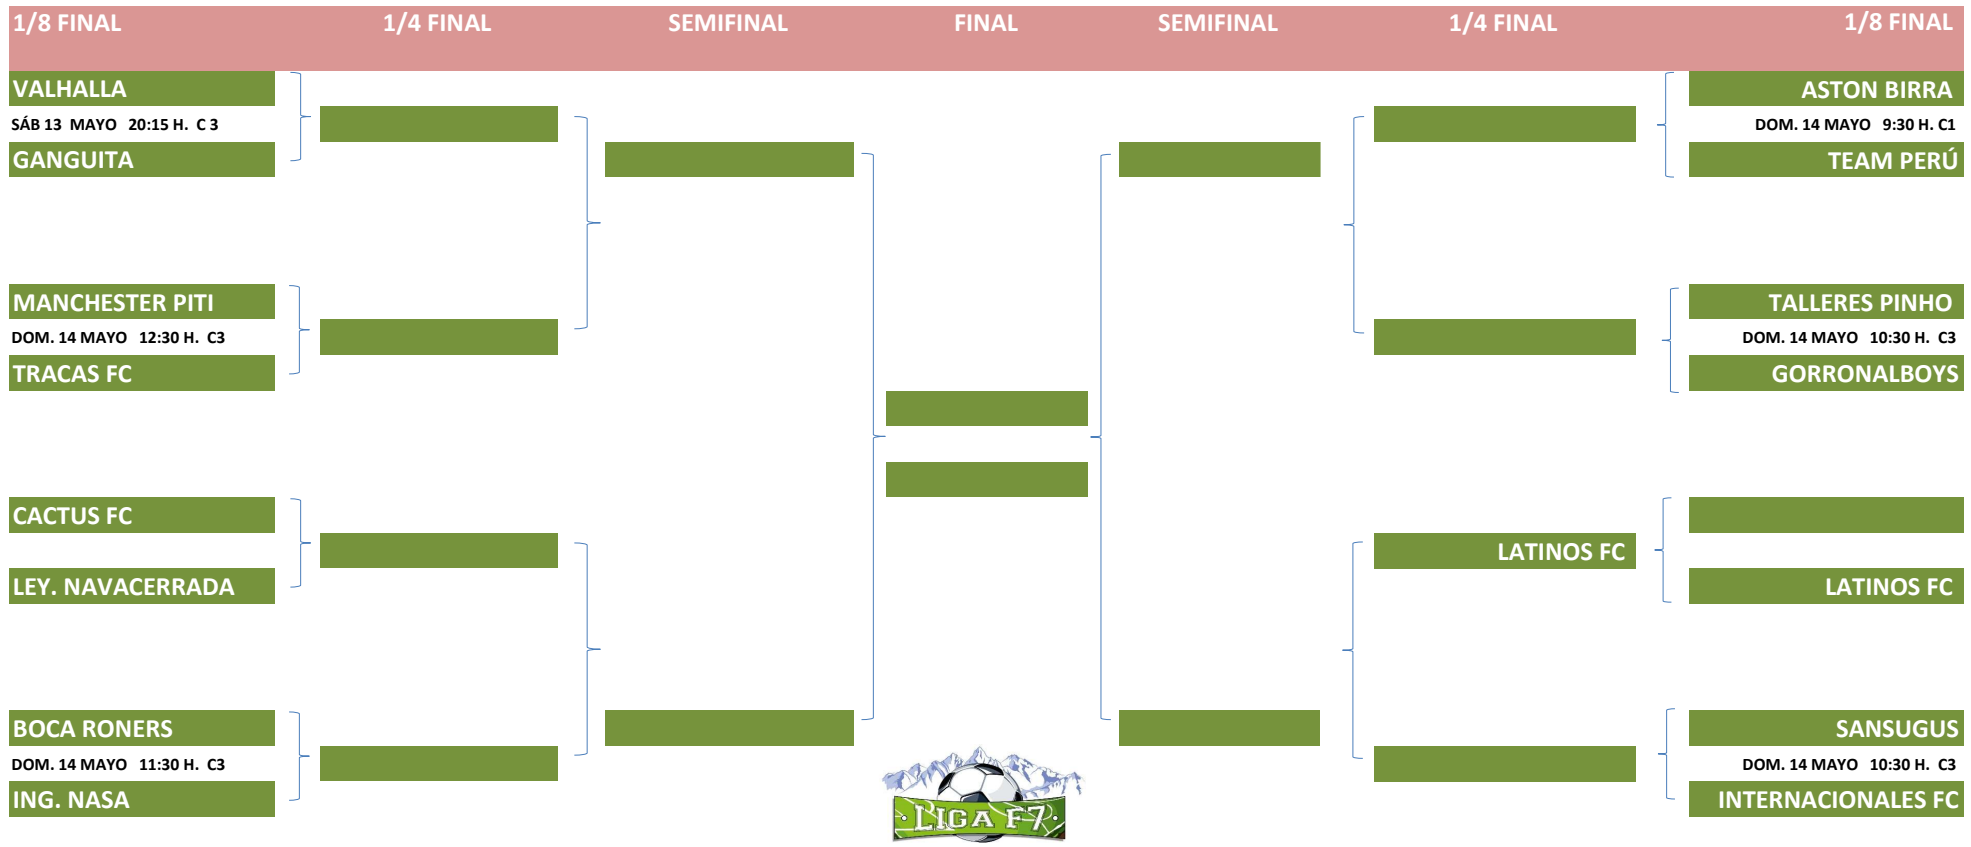 1/8 FINAL 1/4 FINAL SEMIFINAL FINAL SEMIFINAL 1/4 FINAL 1/8 FINAL
VALHALLA
SÁB 13 MAYO 20:15 H. C 3
GANGUITA
MANCHESTER PITI
DOM. 14 MAYO 12:30 H. C3
TRACAS FC
CACTUS FC
LEY. NAVACERRADA
BOCA RONERS
DOM. 14 MAYO 11:30 H. C3
ING. NASA
LIGA F7
LATINOS FC
ASTON BIRRA
DOM. 14 MAYO 9:30 H. C1
TEAM PERÚ
TALLERES PINHO
DOM. 14 MAYO 10:30 H. C3
GORRONALBOYS
LATINOS FC
SANSUGUS
DOM. 14 MAYO 10:30 H. C3
INTERNACIONALES FC